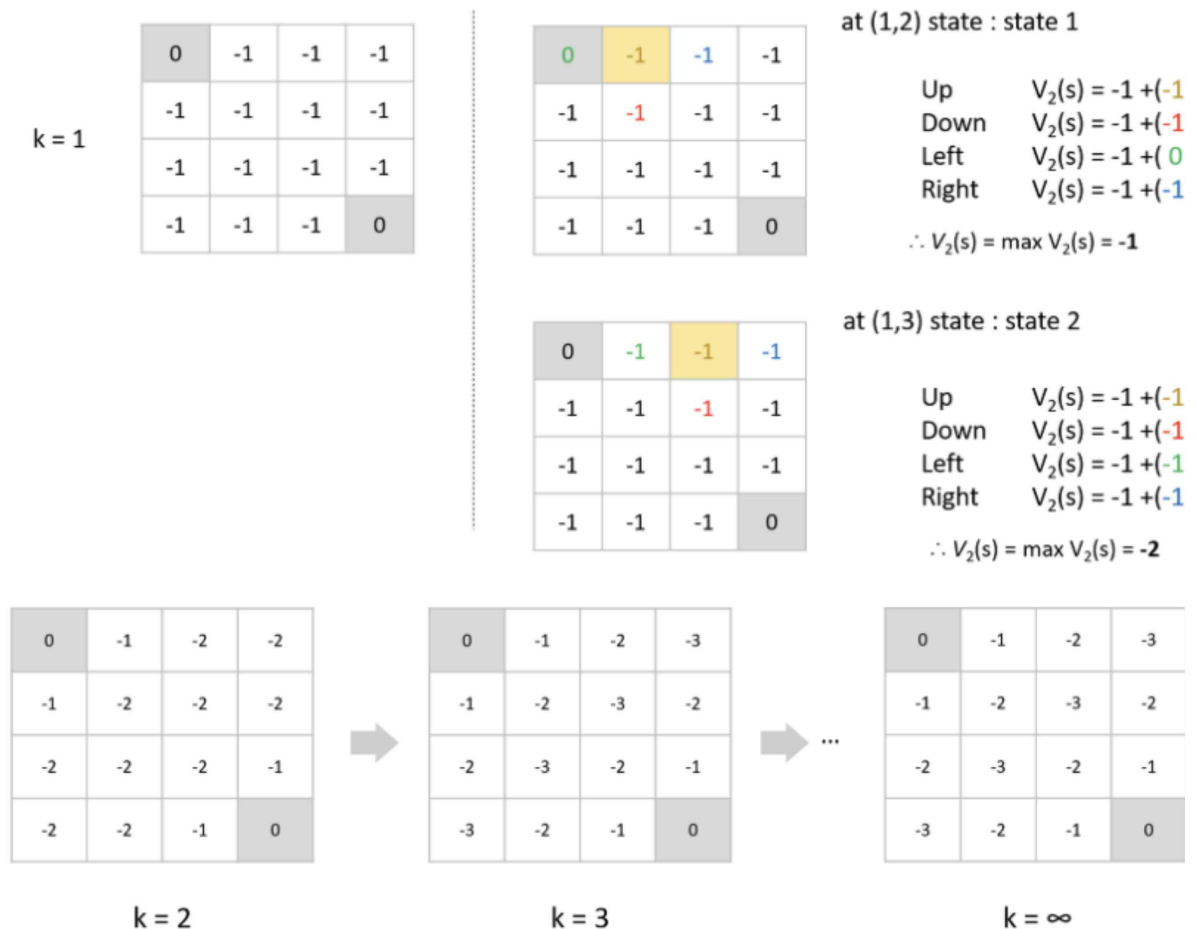 k = 1
0 -1 -1 -1
-1 -1 -1 -1
-1 -1 -1 -1
-1 -1 -1 0
0 -1 -1 -1
-1 -1 -1 -1
-1 -1 -1 -1
-1 -1 -1 0
at (1,2) state : state 1
Up V₂(s) = -1 +(-1
Down V₂(s) = -1 +(-1
Left V₂(s) = -1 +( 0
Right V₂(s) = -1 +(-1
∴ V₂(s) = max V₂(s) = -1
0 -1 -1 -1
-1 -1 -1 -1
-1 -1 -1 -1
-1 -1 -1 0
at (1,3) state : state 2
Up V₂(s) = -1 +(-1
Down V₂(s) = -1 +(-1
Left V₂(s) = -1 +(-1
Right V₂(s) = -1 +(-1
∴ V₂(s) = max V₂(s) = -2
0 -1 -2 -2
-1 -2 -2 -2
-2 -2 -2 -1
-2 -2 -1 0
k = 2
0 -1 -2 -3
-1 -2 -3 -2
-2 -3 -2 -1
-3 -2 -1 0
k = 3
...
0 -1 -2 -3
-1 -2 -3 -2
-2 -3 -2 -1
-3 -2 -1 0
k = ∞